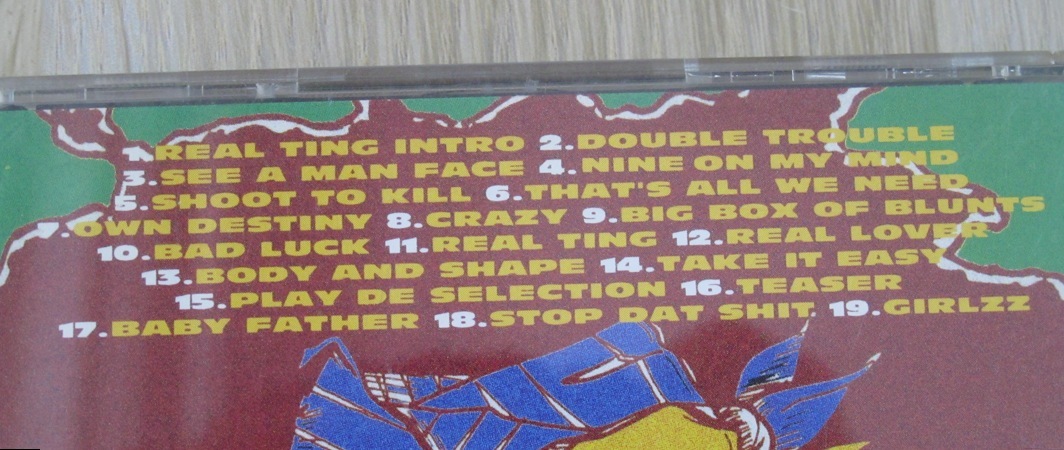 1.REAL TING INTRO 2.DOUBLE TROUBLE
3.SEE A MAN FACE 4.NINE ON MY MIND
5.SHOOT TO KILL 6.THAT'S ALL WE NEED
.OWN DESTINY 8.CRAZY 9.BIG BOX OF BLUNTS
10.BAD LUCK 11.REAL TING 12.REAL LOVER
13.BODY AND SHAPE 14.TAKE IT EASY
15.PLAY DE SELECTION 16.TEASER
17.BABY FATHER 18.STOP DAT SHIT 19.GIRLZZ